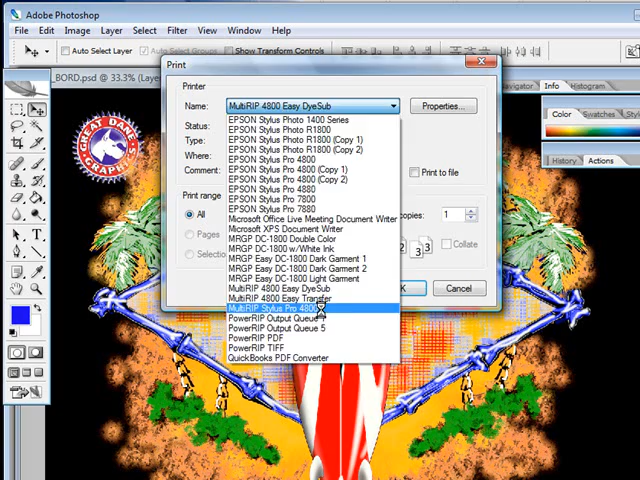 Adobe Photoshop
File Edit Image Layer Select Filter View Window Help
Auto Select Layer Auto Select Groups Show Transform Controls
BORD.psd @ 33.3% (Laye
Navigator Info Histogram
Color Swatches Styles
History Actions
GREAT DANE
GRAPHICS
Print
Printer
Name: MultiRIP 4800 Easy DyeSub Properties...
Status:
Type:
Where:
Comment: Print to file
EPSON Stylus Photo 1400 Series
EPSON Stylus Photo R1800
EPSON Stylus Photo R1800 (Copy 1)
EPSON Stylus Photo R1800 (Copy 2)
EPSON Stylus Pro 4800
EPSON Stylus Pro 4800 (Copy 1)
EPSON Stylus Pro 4800 (Copy 2)
EPSON Stylus Pro 4880
EPSON Stylus Pro 7800
EPSON Stylus Pro 7880
Microsoft Office Live Meeting Document Writer
Microsoft XPS Document Writer
MRGP DC-1800 Double Color
MRGP DC-1800 w/White Ink
MRGP Easy DC-1800 Dark Garment 1
MRGP Easy DC-1800 Dark Garment 2
MRGP Easy DC-1800 Light Garment
MultiRIP 4800 Easy DyeSub
MultiRIP 4800 Easy Transfer
MultiRIP Stylus Pro 4800
PowerRIP Output Queue
PowerRIP Output Queue 5
PowerRIP PDF
PowerRIP TIFF
QuickBooks PDF Converter
Print range
All
Pages
Selectio
copies: 1
2 3 3
Collate
K Cancel